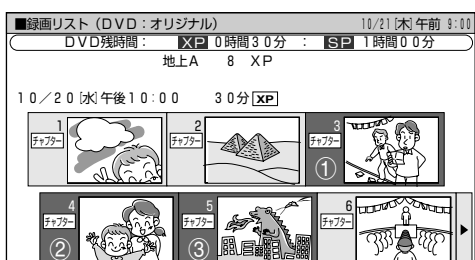 ■録画リスト（DVD：オリジナル） 10/21[木]午前 9:00
DVD残時間： XP 0時間30分 ： SP 1時間00分
地上A 8 XP
10／20[水]午後10:00 30分 XP
1 チャプター
2 チャプター
3 チャプター ①
4 チャプター ②
5 チャプター ③
6 チャプター